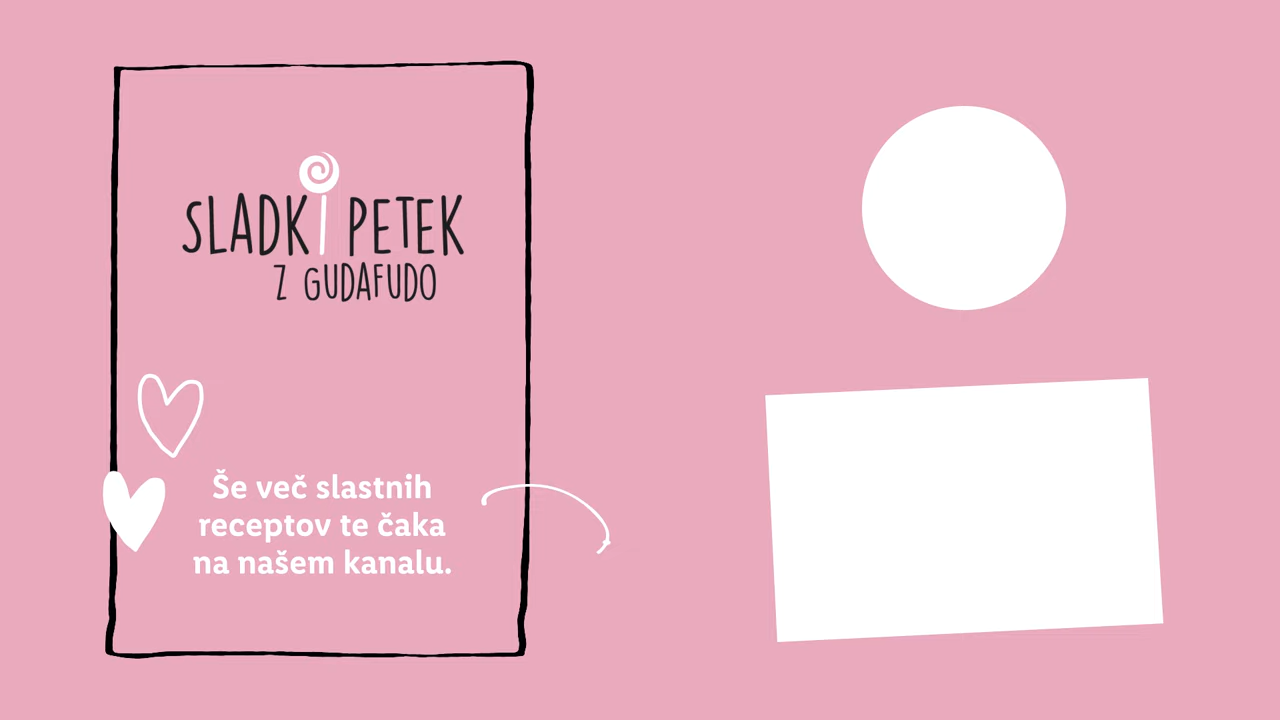 SLADKI PETEK
Z GUDAFUDO
Še več slastnih
receptov te čaka
na našem kanalu.